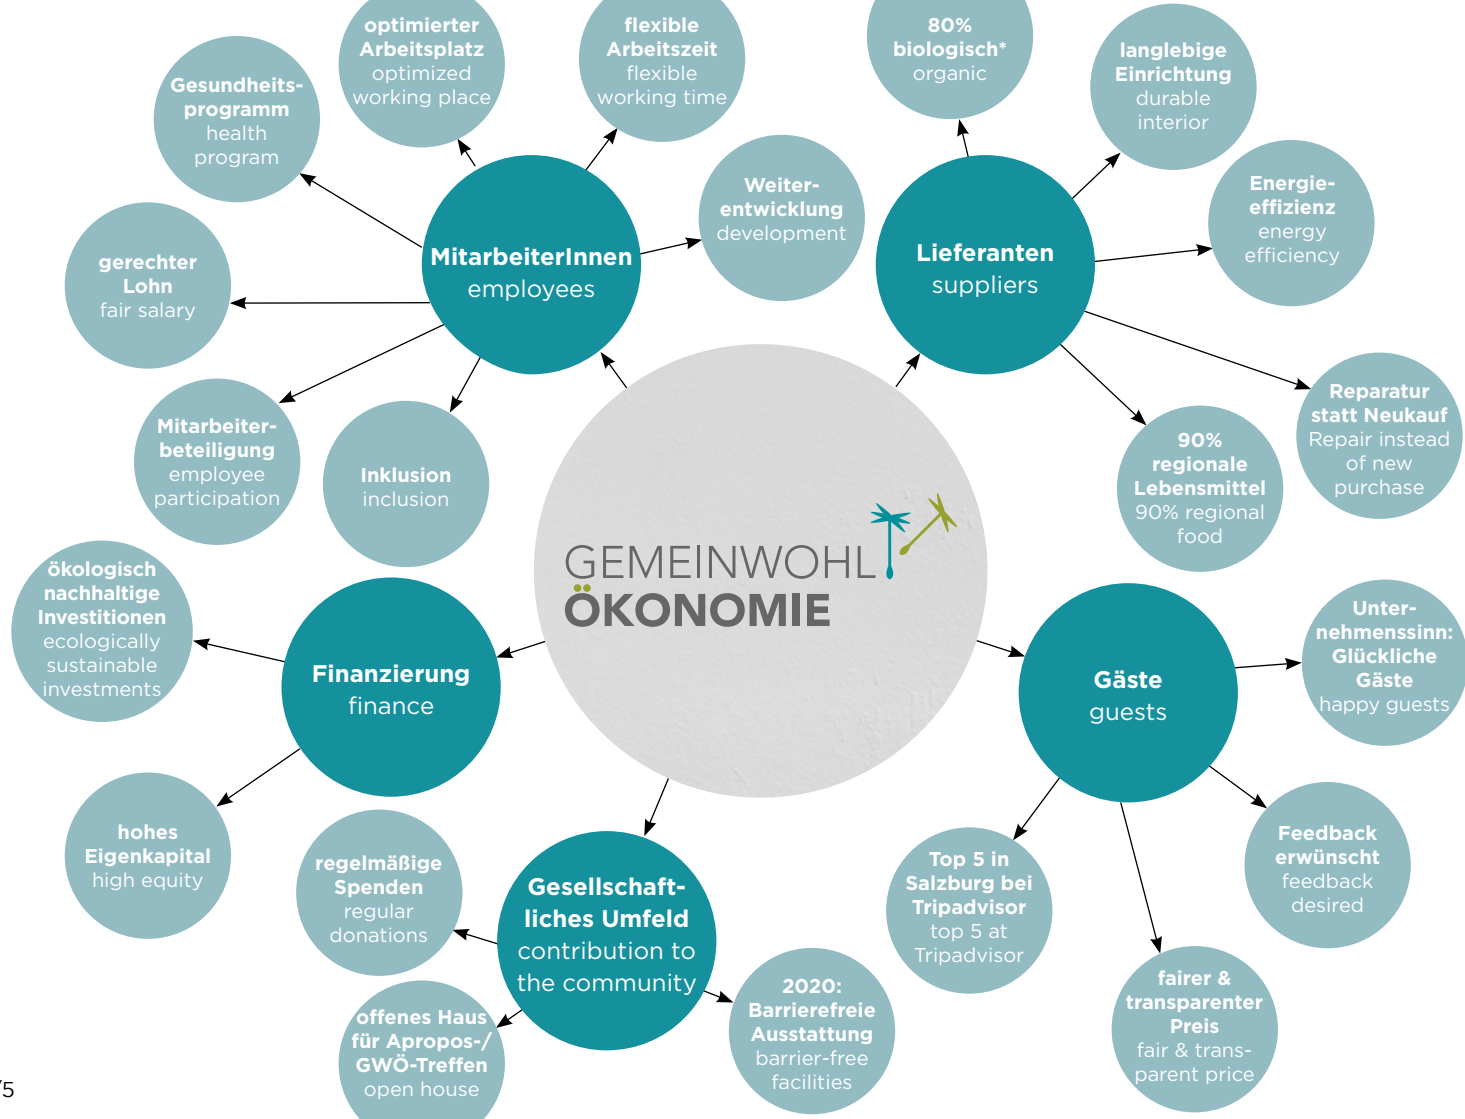 optimierter
Arbeitsplatz
optimized
working place
flexible
Arbeitszeit
flexible
working time
Gesundheits-
programm
health
program
Weiter-
entwicklung
development
MitarbeiterInnen
employees
gerechter
Lohn
fair salary
Mitarbeiter-
beteiligung
employee
participation
Inklusion
inclusion
80%
biologisch*
organic
langlebige
Einrichtung
durable
interior
Energie-
effizienz
energy
efficiency
Lieferanten
suppliers
Reparatur
statt Neukauf
Repair instead
of new
purchase
90%
regionale
Lebensmittel
90% regional
food
GEMEINWOHL
ÖKONOMIE
ökologisch
nachhaltige
Investitionen
ecologically
sustainable
investments
Finanzierung
finance
hohes
Eigenkapital
high equity
Gäste
guests
Unter-
nehmenssinn:
Glückliche
Gäste
happy guests
Feedback
erwünscht
feedback
desired
Top 5 in
Salzburg bei
Tripadvisor
top 5 at
Tripadvisor
fairer &
transparenter
Preis
fair & trans-
parent price
regelmäßige
Spenden
regular
donations
Gesellschaft-
liches Umfeld
contribution to
the community
offenes Haus
für Apropos-/
GWÖ-Treffen
open house
2020:
Barrierefreie
Ausstattung
barrier-free
facilities
/5